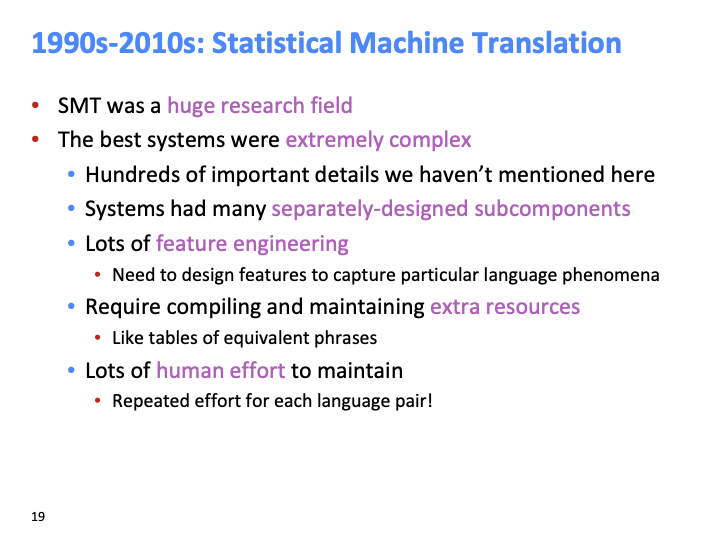 1990s-2010s: Statistical Machine Translation
• SMT was a huge research field
• The best systems were extremely complex
• Hundreds of important details we haven’t mentioned here
• Systems had many separately-designed subcomponents
• Lots of feature engineering
• Need to design features to capture particular language phenomena
• Require compiling and maintaining extra resources
• Like tables of equivalent phrases
• Lots of human effort to maintain
• Repeated effort for each language pair!
19